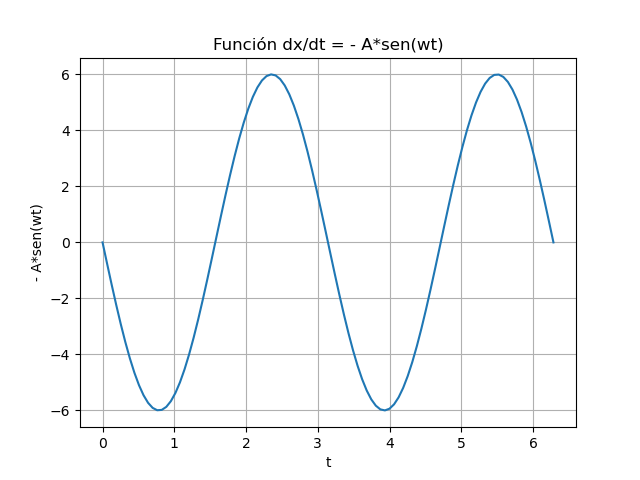 Función dx/dt = - A*sen(wt)
6
4
2
0
−2
−4
−6
- A*sen(wt)
0 1 2 3 4 5 6
t